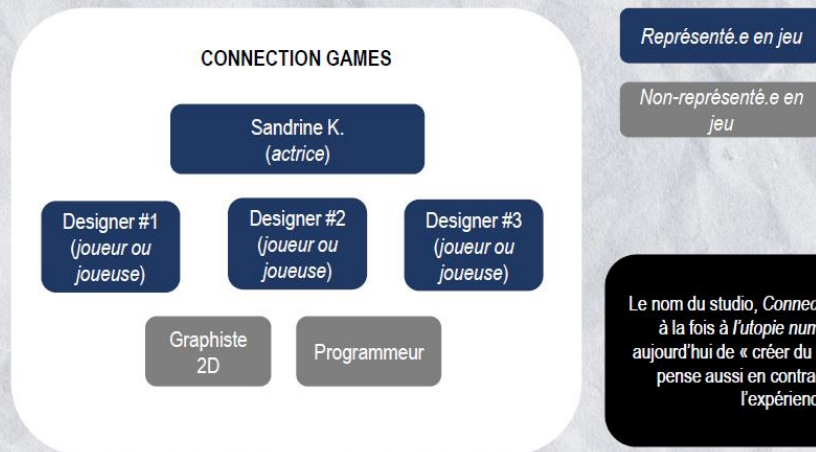 CONNECTION GAMES
Sandrine K.
(actrice)
Designer #1
(joueur ou
joueuse)
Designer #2
(joueur ou
joueuse)
Designer #3
(joueur ou
joueuse)
Graphiste
2D
Programmeur
Représenté.e en jeu
Non-représenté.e en
jeu
Le nom du studio,
à la fois à l'utopie
aujourd'hui de « créer du
pense aussi en